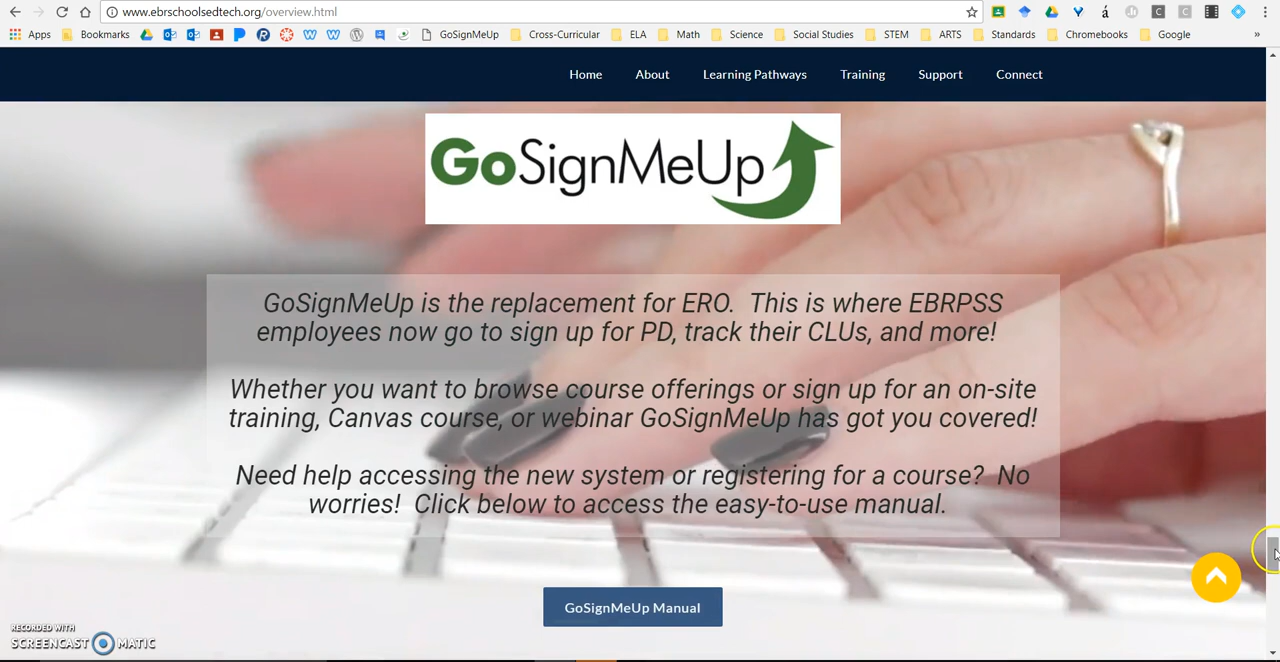 www.ebrschoolsedtech.org/overview.html
Apps Bookmarks GoSignMeUp Cross-Curricular ELA Math Science Social Studies STEM ARTS Standards Chromebooks Google »
Home About Learning Pathways Training Support Connect
GoSignMeUp
GoSignMeUp is the replacement for ERO. This is where EBRPSS
employees now go to sign up for PD, track their CLUs, and more!
Whether you want to browse course offerings or sign up for an on-site
training, Canvas course, or webinar GoSignMeUp has got you covered!
Need help accessing the new system or registering for a course? No
worries! Click below to access the easy-to-use manual.
GoSignMeUp Manual
RECORDED WITH
SCREENCAST MATIC